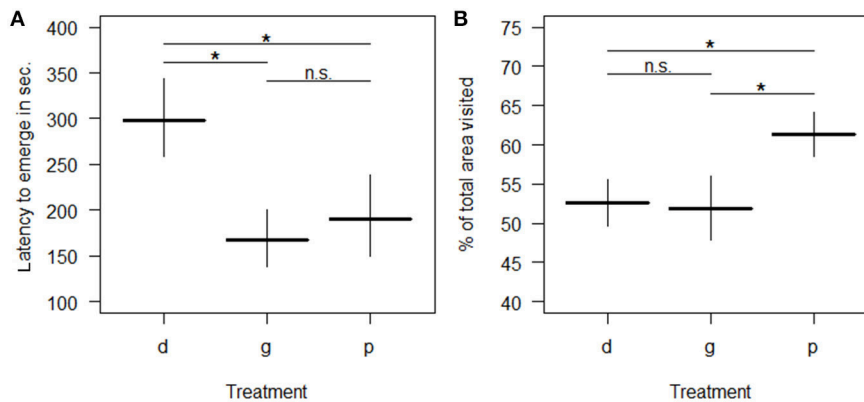 A
Latency to emerge in sec.
400
350
300
250
200
150
100
*
*
n.s.
d g p
Treatment
B
% of total area visited
75
70
65
60
55
50
45
40
*
n.s.
*
d g p
Treatment